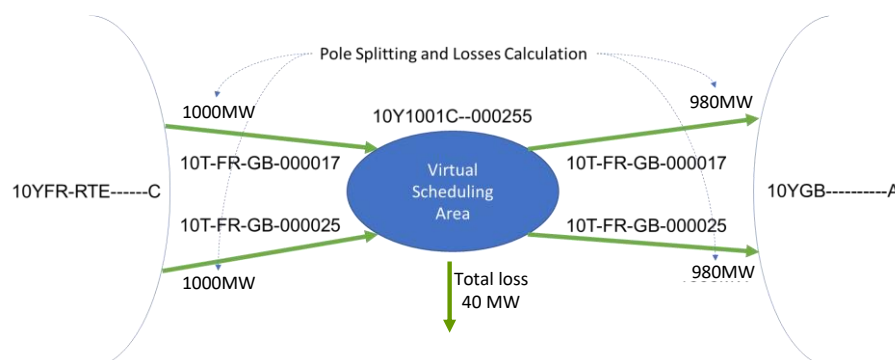 Pole Splitting and Losses Calculation
1000MW
980MW
10Y1001C--000255
10T-FR-GB-000017
10T-FR-GB-000017
Virtual
Scheduling
Area
10YFR-RTE------C
10YGB----------A
10T-FR-GB-000025
10T-FR-GB-000025
1000MW
Total loss
40 MW
980MW